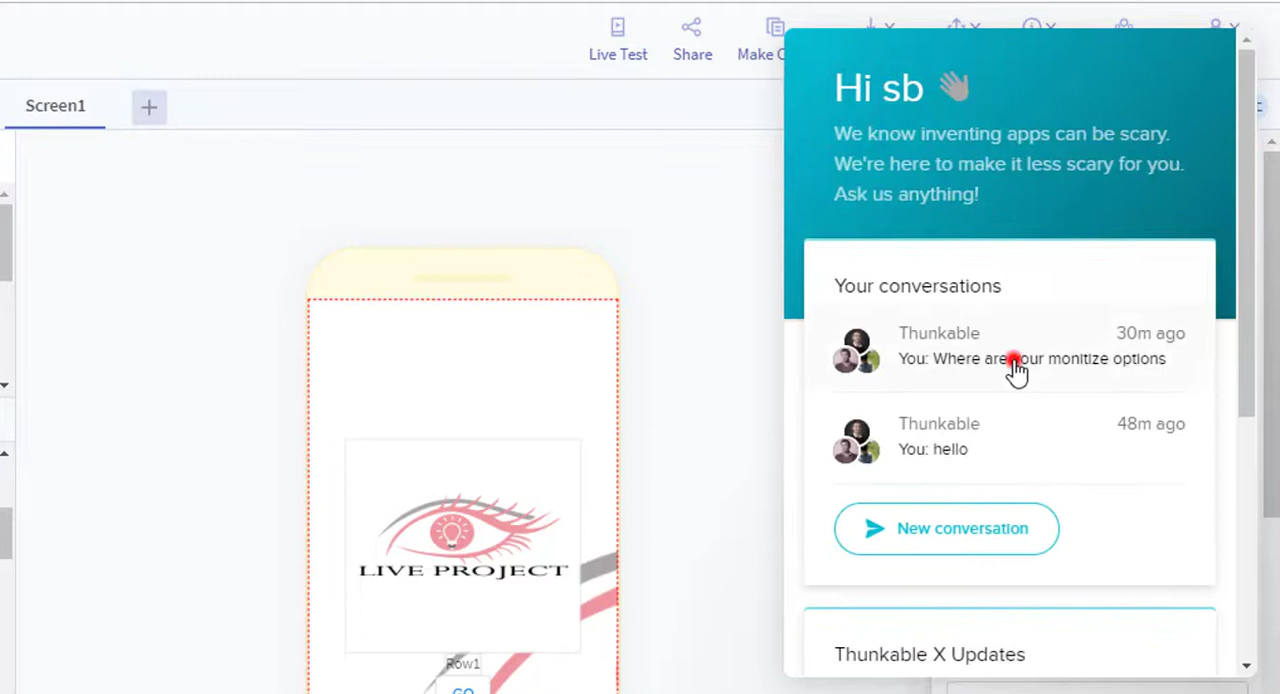 Live Test
Share
Make C
Screen1
Hi sb
We know inventing apps can be scary.
We're here to make it less scary for you.
Ask us anything!
Your conversations
Thunkable 30m ago
You: Where are your monitize options
Thunkable 48m ago
You: hello
New conversation
Thunkable X Updates
LIVE PROJECT
Row1
GO